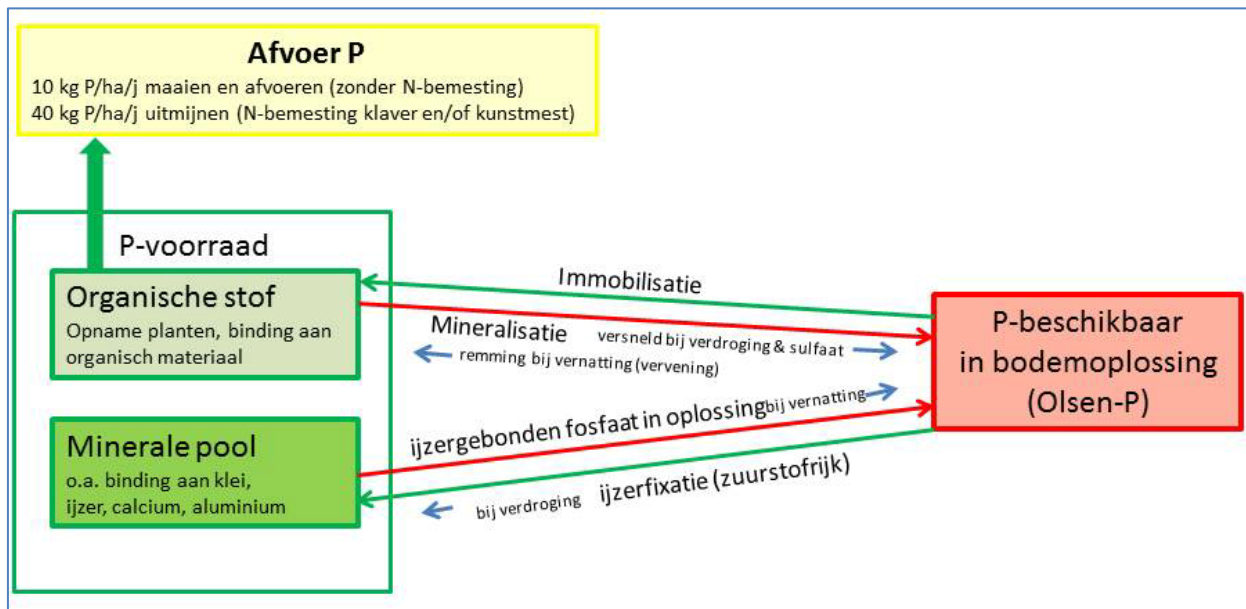 Afvoer P
10 kg P/ha/j maaien en afvoeren (zonder N-bemesting)
40 kg P/ha/j uitmijnen (N-bemesting klaver en/of kunstmest)
P-voorraad
Organische stof
Opname planten, binding aan
organisch materiaal
Minerale pool
o.a. binding aan klei,
ijzer, calcium, aluminium
Immobilisatie
Mineralisatie versneld bij verdroging & sulfaat
remming bij vernatting (vervening)
ijzergebonden fosfaat in oplossing bij vernatting
bij verdroging ijzerfixatie (zuurstofrijk)
P-beschikbaar
in bodemoplossing
(Olsen-P)